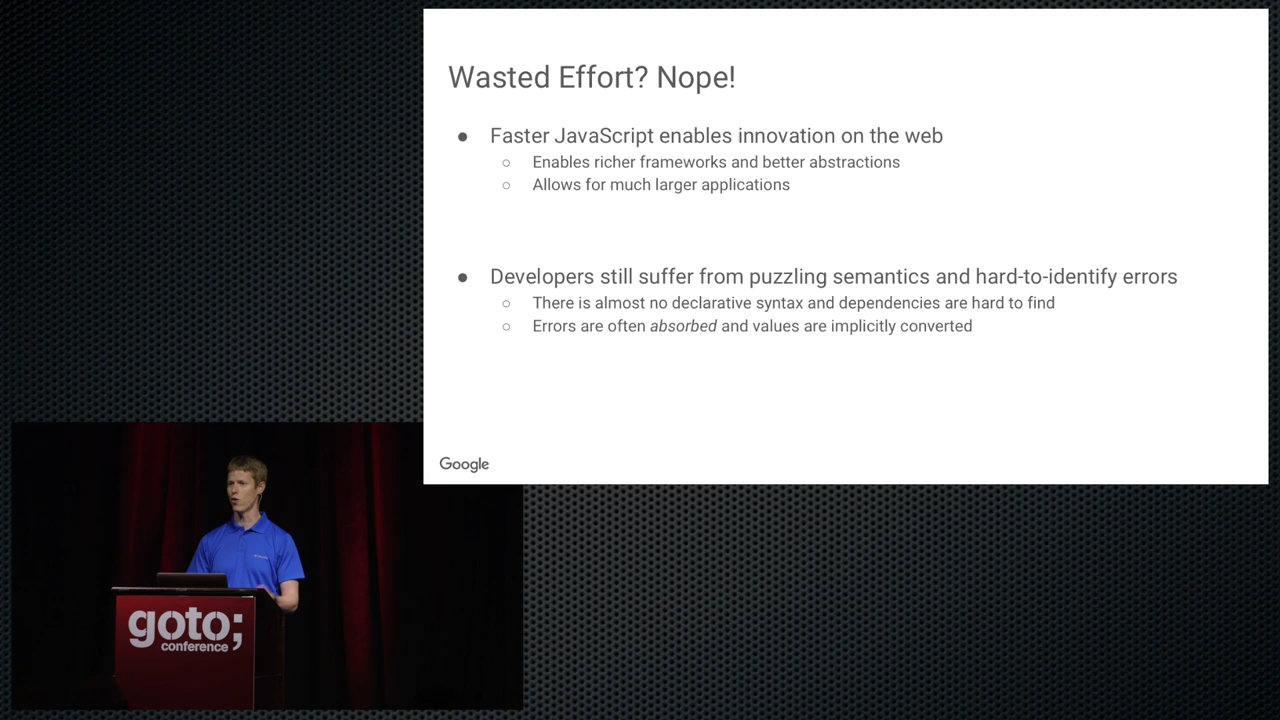 Wasted Effort? Nope!
● Faster JavaScript enables innovation on the web
○ Enables richer frameworks and better abstractions
○ Allows for much larger applications
● Developers still suffer from puzzling semantics and hard-to-identify errors
○ There is almost no declarative syntax and dependencies are hard to find
○ Errors are often absorbed and values are implicitly converted
Google
goto;
conference